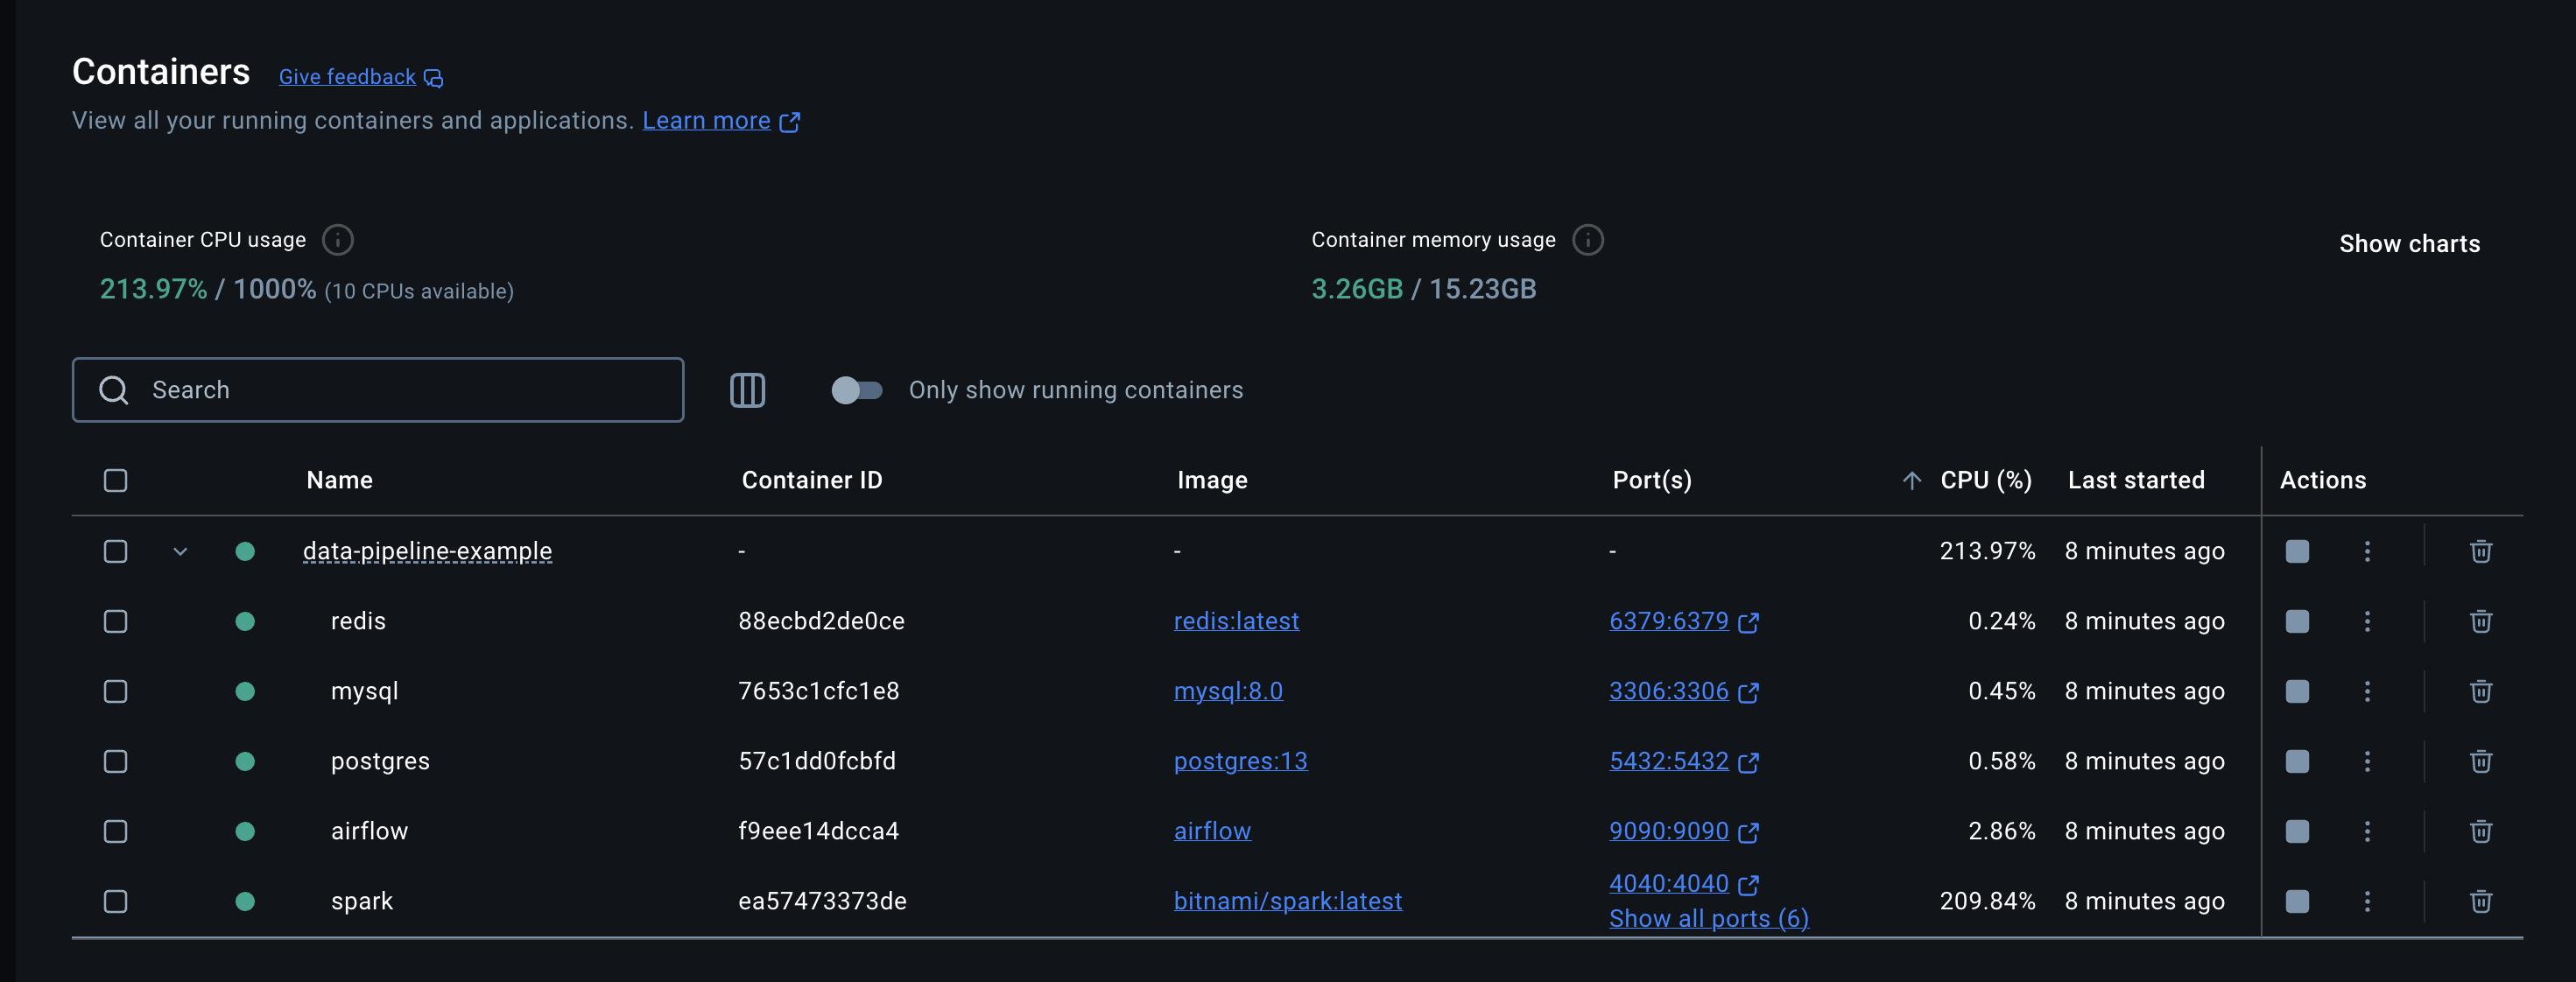 Containers Give feedback
View all your running containers and applications. Learn more
Container CPU usage Container memory usage Show charts
213.97% / 1000% (10 CPUs available) 3.26GB / 15.23GB
Search Only show running containers
Name Container ID Image Port(s) CPU (%) Last started Actions
data-pipeline-example - - - 213.97% 8 minutes ago
redis 88ecbd2de0ce redis:latest 6379:6379 0.24% 8 minutes ago
mysql 7653c1cfc1e8 mysql:8.0 3306:3306 0.45% 8 minutes ago
postgres 57c1dd0fcbfd postgres:13 5432:5432 0.58% 8 minutes ago
airflow f9eee14dcca4 airflow 9090:9090 2.86% 8 minutes ago
spark ea57473373de bitnami/spark:latest 4040:4040 209.84% 8 minutes ago
Show all ports (6)